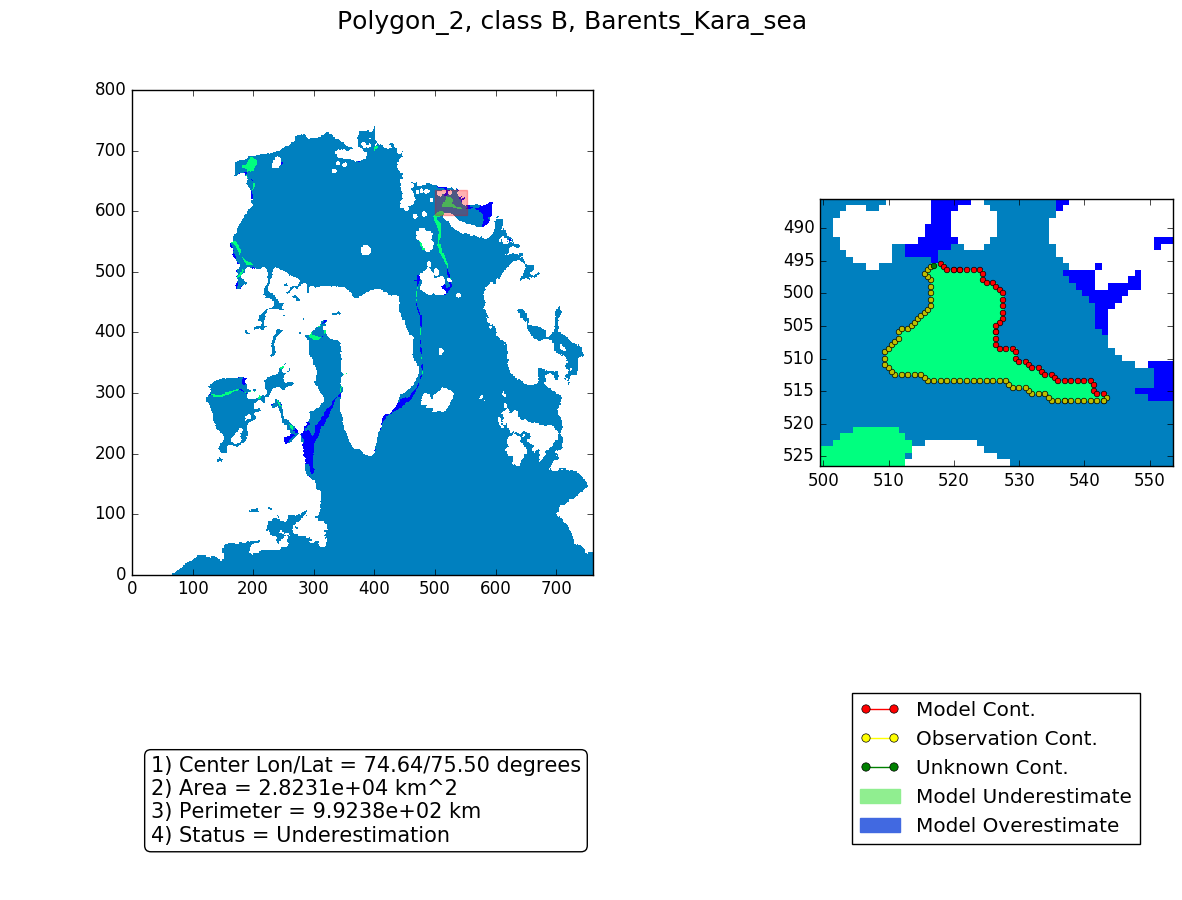 Polygon_2, class B, Barents_Kara_sea
800
700
600
500
400
300
200
100
0
0 100 200 300 400 500 600 700
490
495
500
505
510
515
520
525
500 510 520 530 540 550
1) Center Lon/Lat = 74.64/75.50 degrees
2) Area = 2.8231e+04 km^2
3) Perimeter = 9.9238e+02 km
4) Status = Underestimation
Model Cont.
Observation Cont.
Unknown Cont.
Model Underestimate
Model Overestimate